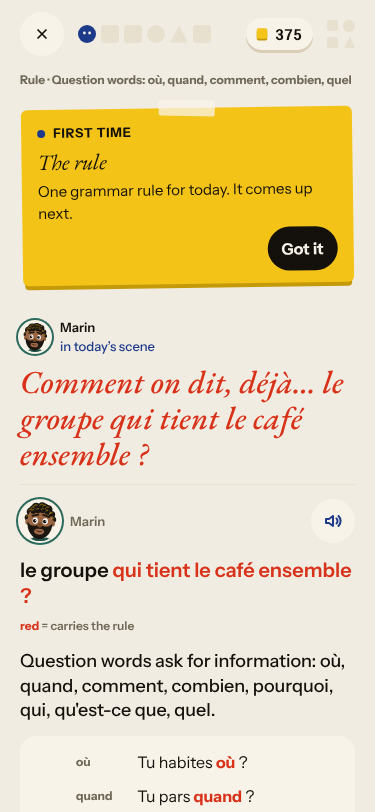 375
Rule · Question words: où, quand, comment, combien, quel
FIRST TIME
The rule
One grammar rule for today. It comes up
next.
Got it
Marin
in today's scene
Comment on dit, déjà... le
groupe qui tient le café
ensemble ?
Marin
le groupe qui tient le café ensemble
?
red = carries the rule
Question words ask for information: où,
quand, comment, combien, pourquoi,
qui, qu'est-ce que, quel.
où Tu habites où ?
quand Tu pars quand ?